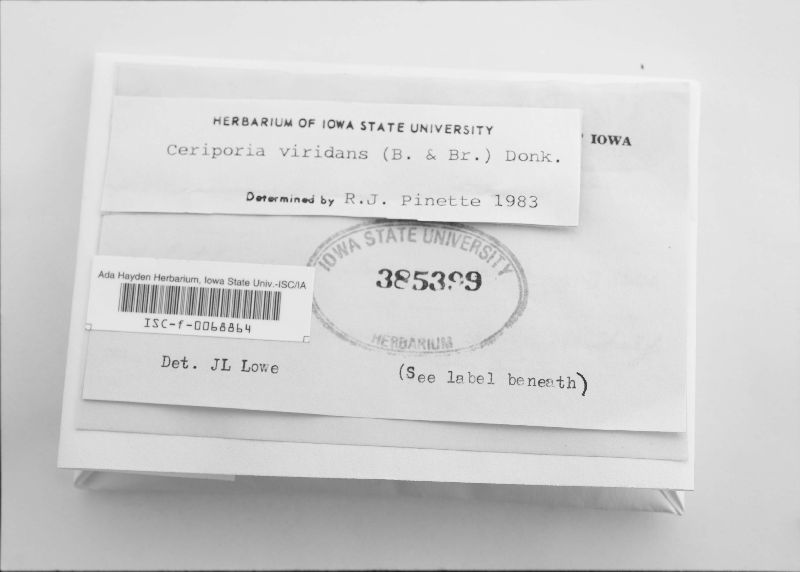 HERBARIUM OF IOWA STATE UNIVERSITY
Ceriporia viridans (B. & Br.) Donk.
Determined by R.J. Pinette 1983
IOWA
IOWA STATE UNIVERSITY
385399
HERBARIUM
Ada Hayden Herbarium, Iowa State Univ.-ISC/IA
ISC-f-0068864
Det. JL Lowe
(See label beneath)